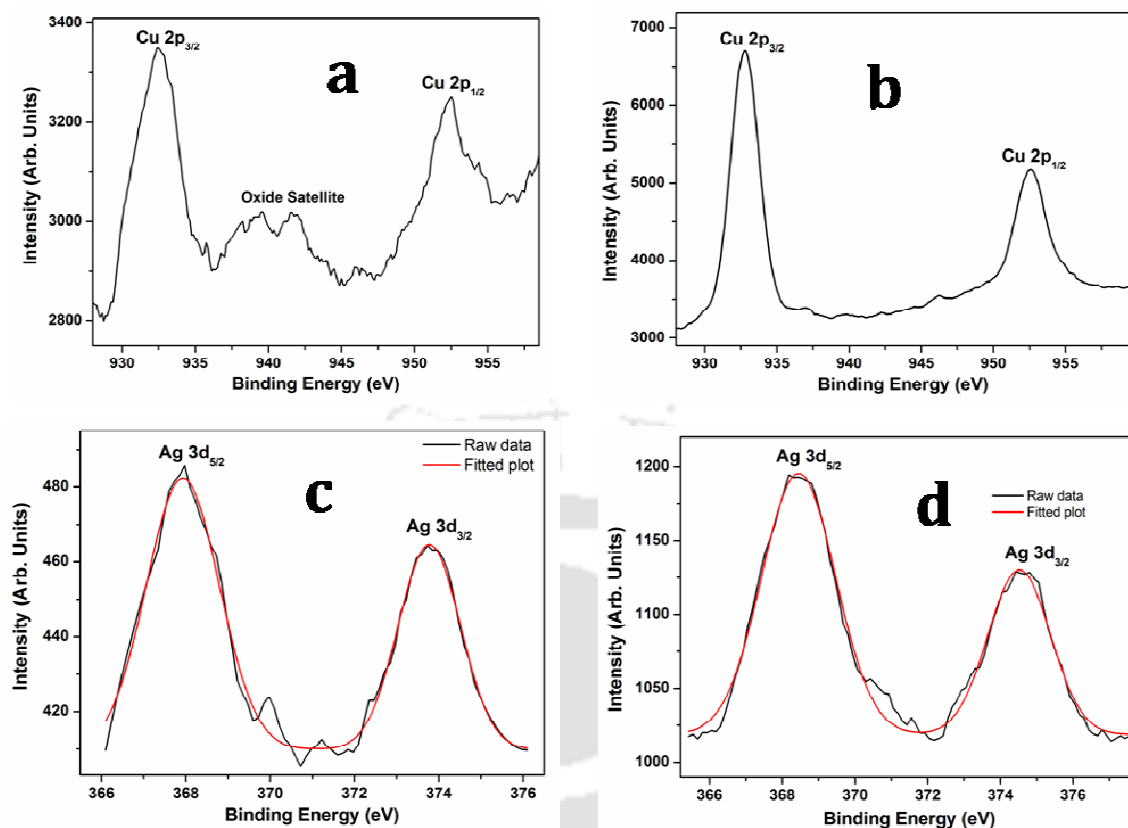 a
Cu 2p3/2
Cu 2p1/2
Oxide Satellite
Intensity (Arb. Units)
3400
3200
3000
2800
930 935 940 945 950 955
Binding Energy (eV)
b
Cu 2p3/2
Cu 2p1/2
Intensity (Arb. Units)
7000
6000
5000
4000
3000
930 935 940 945 950 955
Binding Energy (eV)
c
Ag 3d5/2
Ag 3d3/2
Raw data
Fitted plot
Intensity (Arb. Units)
480
460
440
420
366 368 370 372 374 376
Binding Energy (eV)
d
Ag 3d5/2
Ag 3d3/2
Raw data
Fitted plot
Intensity (Arb. Units)
1200
1150
1100
1050
1000
366 368 370 372 374 376
Binding Energy (eV)